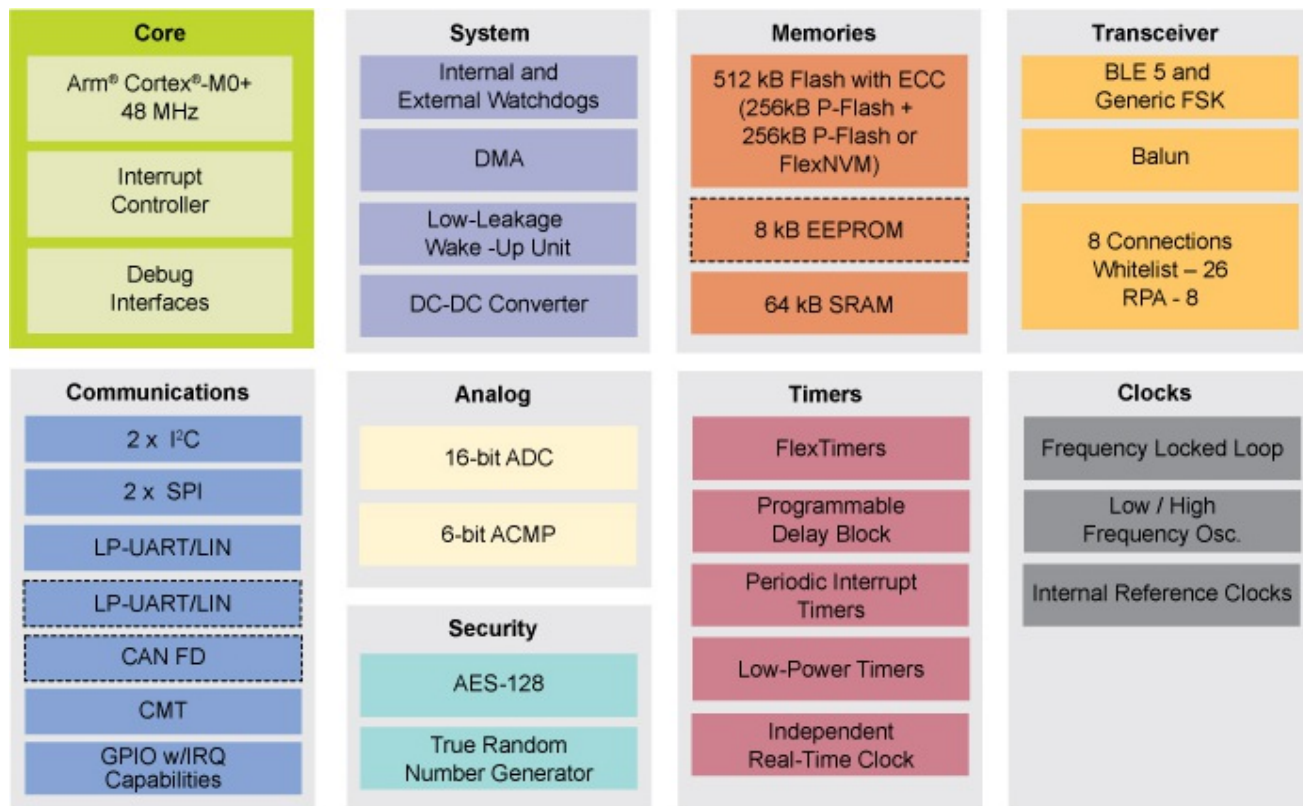 Core
Arm® Cortex®-M0+
48 MHz
Interrupt
Controller
Debug
Interfaces
System
Internal and
External Watchdogs
DMA
Low-Leakage
Wake -Up Unit
DC-DC Converter
Memories
512 kB Flash with ECC
(256kB P-Flash +
256kB P-Flash or
FlexNVM)
8 kB EEPROM
64 kB SRAM
Transceiver
BLE 5 and
Generic FSK
Balun
8 Connections
Whitelist – 26
RPA - 8
Communications
2 x I²C
2 x SPI
LP-UART/LIN
LP-UART/LIN
CAN FD
CMT
GPIO w/IRQ
Capabilities
Analog
16-bit ADC
6-bit ACMP
Security
AES-128
True Random
Number Generator
Timers
FlexTimers
Programmable
Delay Block
Periodic Interrupt
Timers
Low-Power Timers
Independent
Real-Time Clock
Clocks
Frequency Locked Loop
Low / High
Frequency Osc.
Internal Reference Clocks